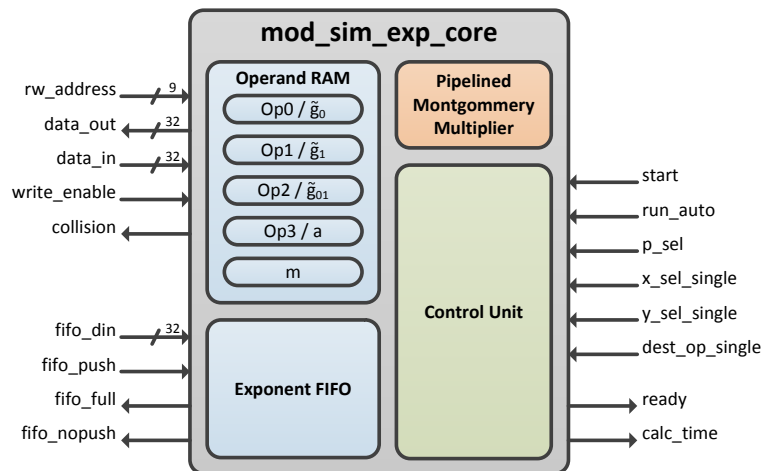 mod_sim_exp_core
Operand RAM
Op0 / g̃0
Op1 / g̃1
Op2 / g̃01
Op3 / a
m
Pipelined
Montgommery
Multiplier
Control Unit
Exponent FIFO
rw_address
9
data_out
32
data_in
32
write_enable
collision
fifo_din
32
fifo_push
fifo_full
fifo_nopush
start
run_auto
p_sel
x_sel_single
y_sel_single
dest_op_single
ready
calc_time